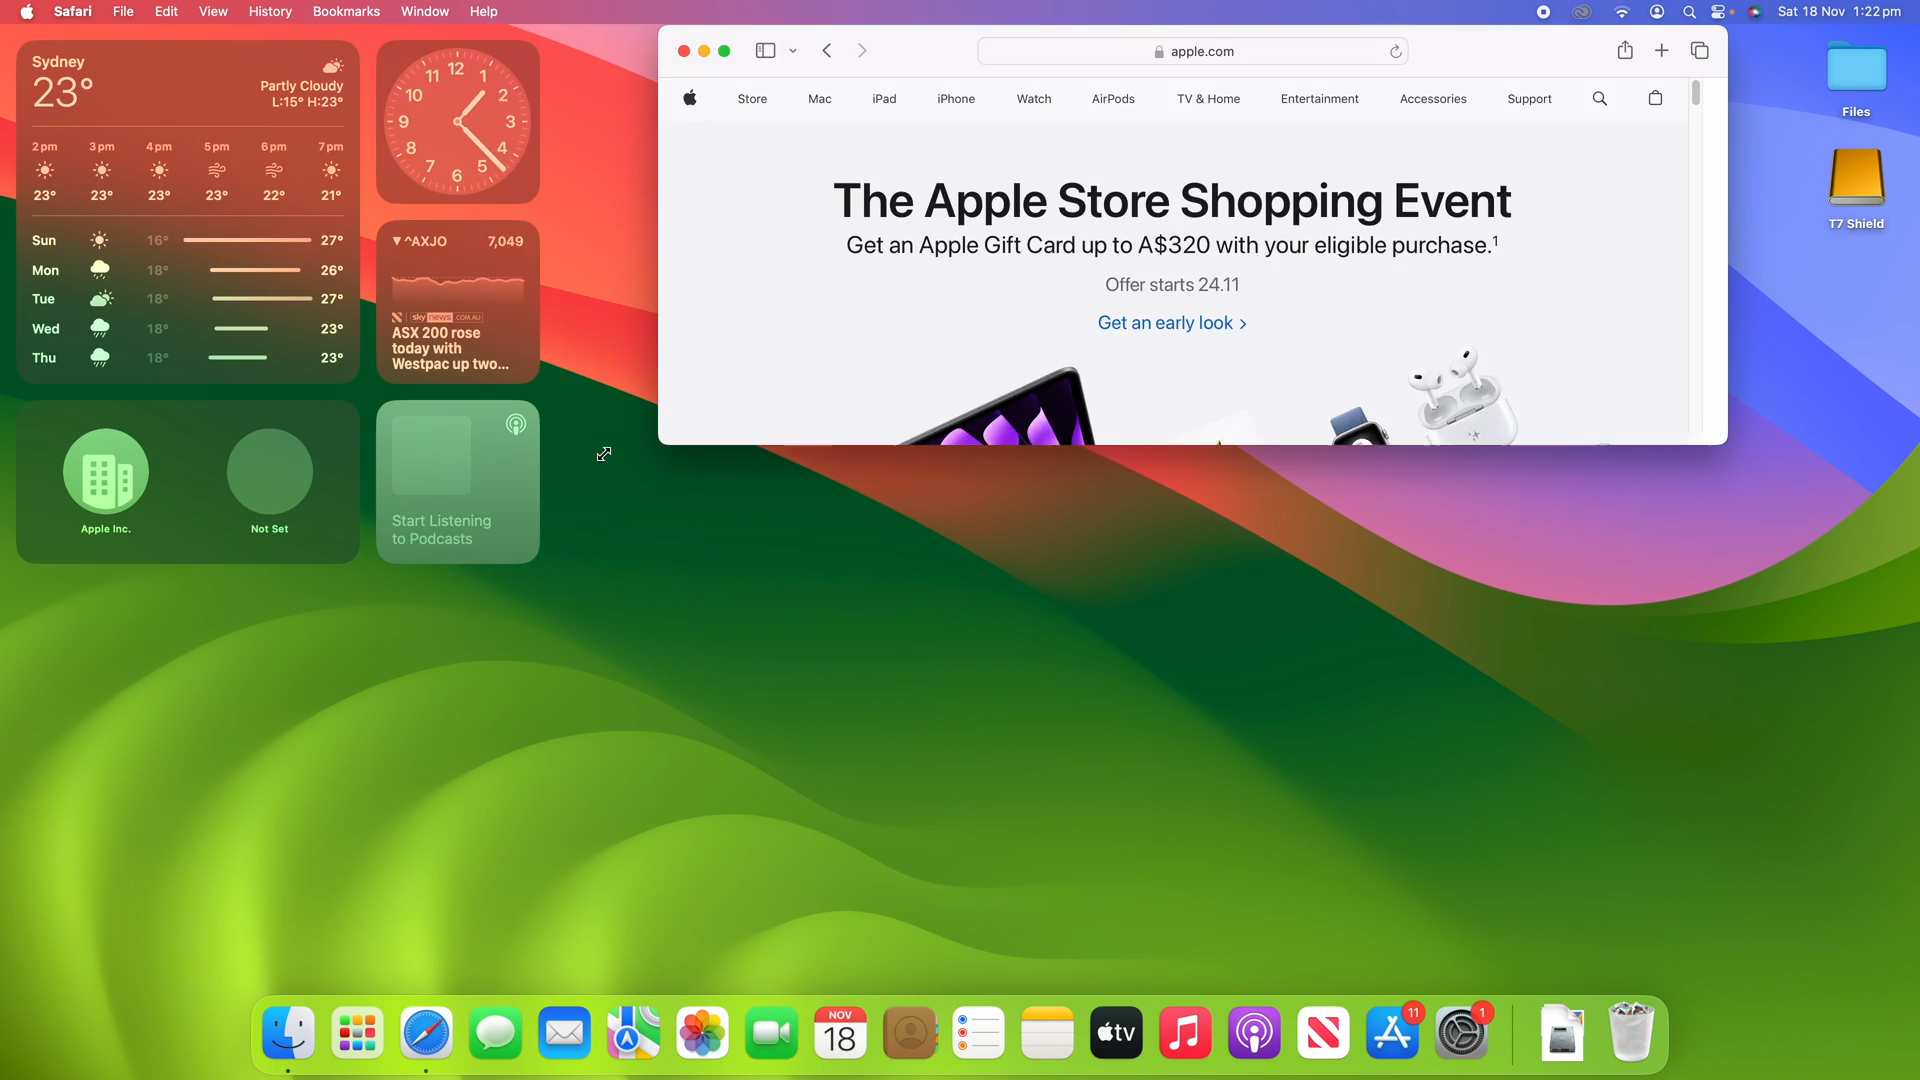 Safari File Edit View History Bookmarks Window Help
Sat 18 Nov 1:22 pm
Sydney
23°
Partly Cloudy
L:15° H:23°
2 pm 3 pm 4 pm 5 pm 6 pm 7 pm
23° 23° 23° 23° 22° 21°
Sun 16° 27°
Mon 18° 26°
Tue 18° 27°
Wed 18° 23°
Thu 18° 23°
12 1 2 3 4 5 6 7 8 9 10 11
▼^AXJO 7,049
sky news .COM.AU
ASX 200 rose
today with
Westpac up two...
Apple Inc.
Not Set
Start Listening
to Podcasts
apple.com
Store Mac iPad iPhone Watch AirPods TV & Home Entertainment Accessories Support
The Apple Store Shopping Event
Get an Apple Gift Card up to A$320 with your eligible purchase.¹
Offer starts 24.11
Get an early look >
Files
T7 Shield
NOV
18
tv
11
1